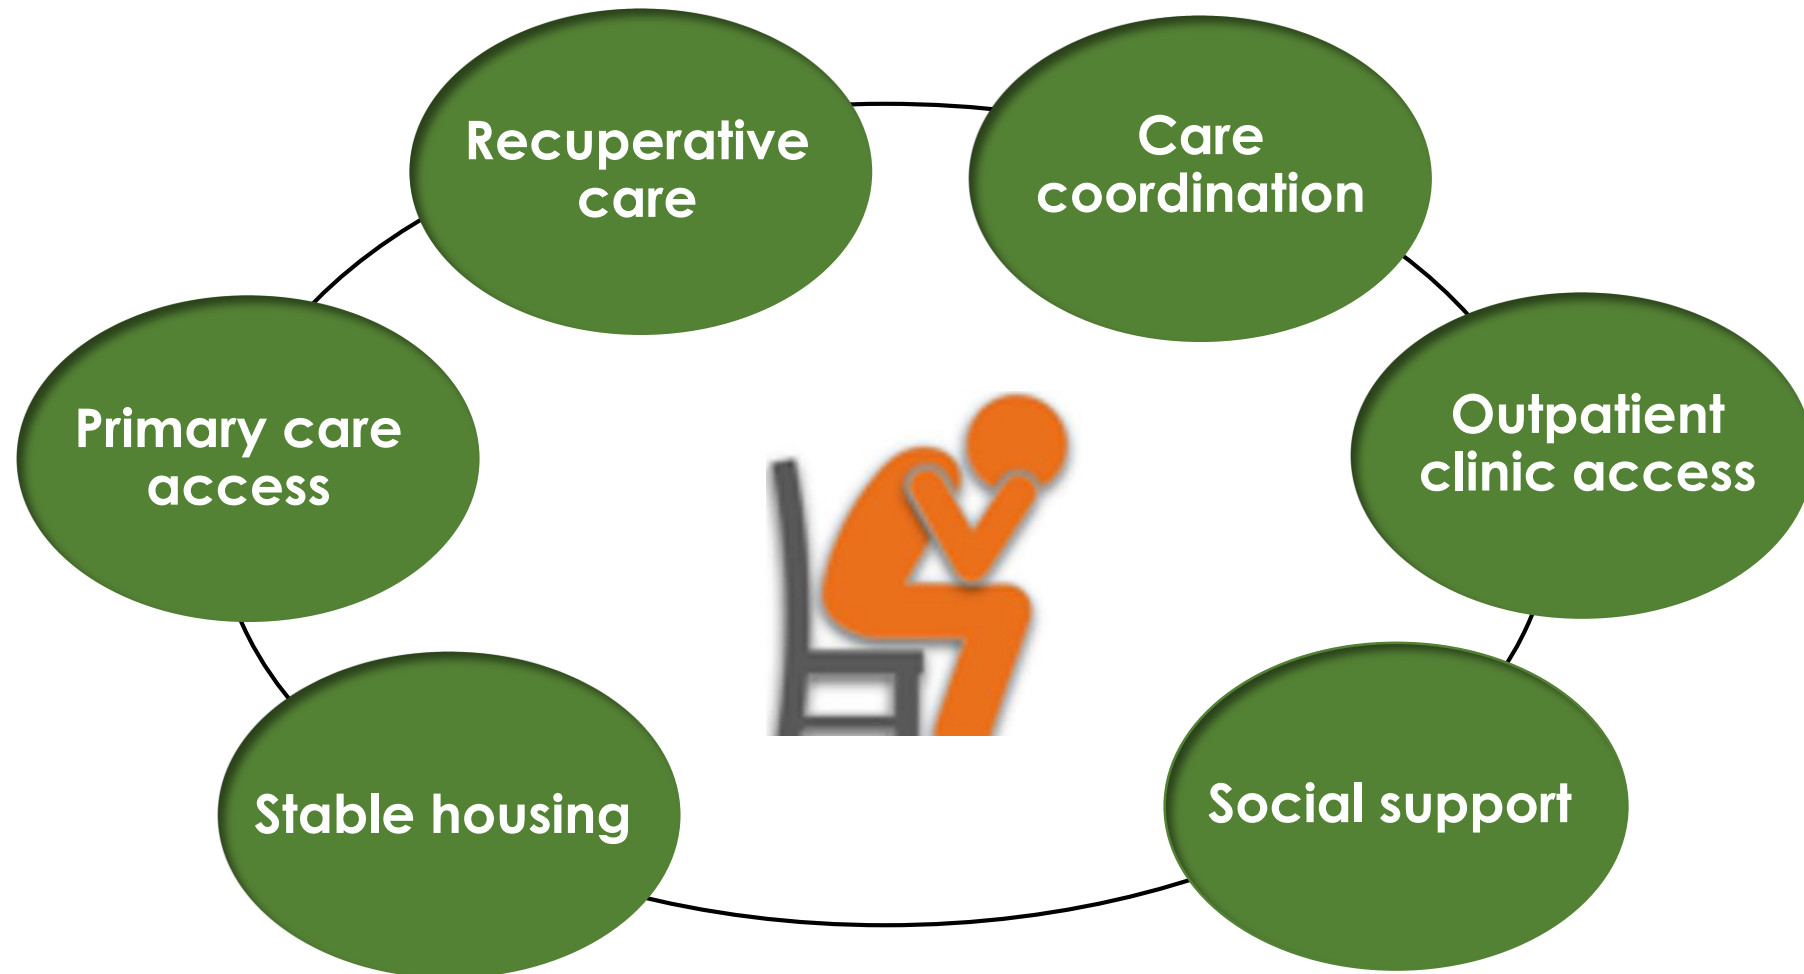 Recuperative
care
Care
coordination
Primary care
access
Outpatient
clinic access
Stable housing
Social support